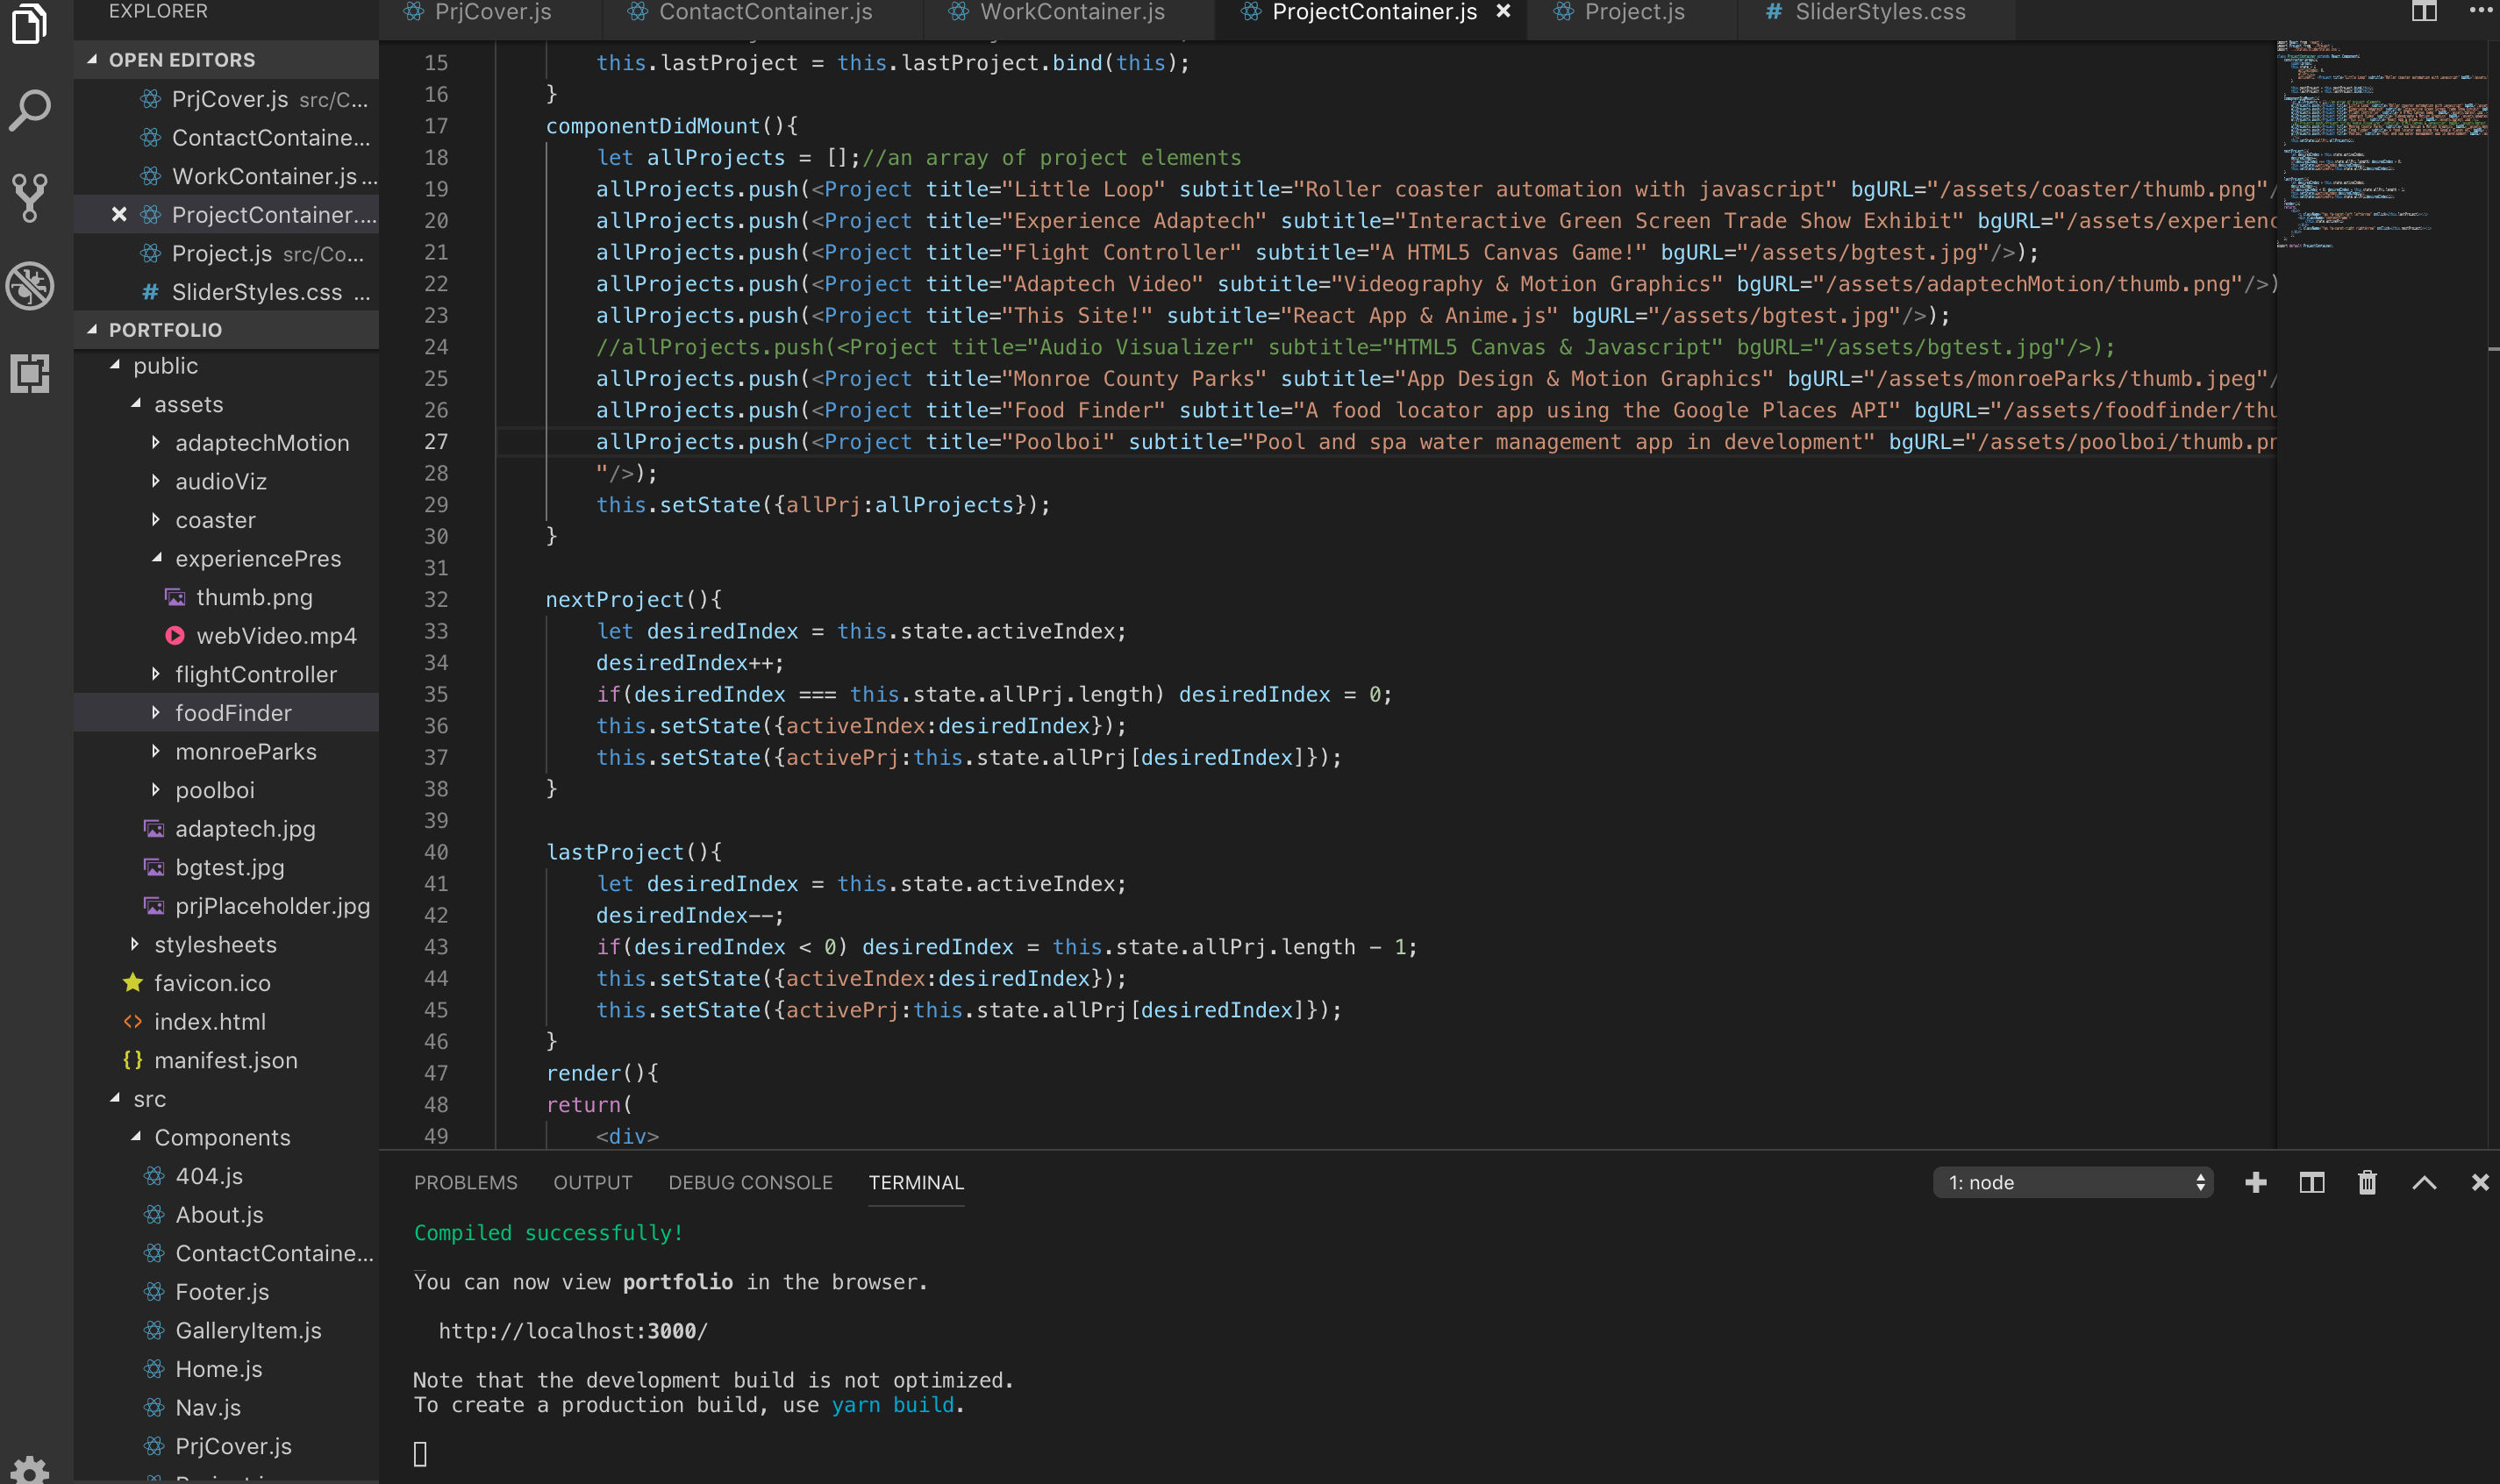 EXPLORER
OPEN EDITORS
PrjCover.js src/C...
ContactContaine...
WorkContainer.js ...
ProjectContainer....
Project.js src/Co...
# SliderStyles.css ...
PORTFOLIO
public
assets
adaptechMotion
audioViz
coaster
experiencePres
thumb.png
webVideo.mp4
flightController
foodFinder
monroeParks
poolboi
adaptech.jpg
bgtest.jpg
prjPlaceholder.jpg
stylesheets
favicon.ico
<> index.html
{} manifest.json
src
Components
404.js
About.js
ContactContaine...
Footer.js
GalleryItem.js
Home.js
Nav.js
PrjCover.js
PrjCover.js ContactContainer.js WorkContainer.js ProjectContainer.js Project.js # SliderStyles.css
15 this.lastProject = this.lastProject.bind(this);
16 }
17 componentDidMount(){
18 let allProjects = [];//an array of project elements
19 allProjects.push(<Project title="Little Loop" subtitle="Roller coaster automation with javascript" bgURL="/assets/coaster/thumb.png"/
20 allProjects.push(<Project title="Experience Adaptech" subtitle="Interactive Green Screen Trade Show Exhibit" bgURL="/assets/experienc
21 allProjects.push(<Project title="Flight Controller" subtitle="A HTML5 Canvas Game!" bgURL="/assets/bgtest.jpg"/>);
22 allProjects.push(<Project title="Adaptech Video" subtitle="Videography & Motion Graphics" bgURL="/assets/adaptechMotion/thumb.png"/>)
23 allProjects.push(<Project title="This Site!" subtitle="React App & Anime.js" bgURL="/assets/bgtest.jpg"/>);
24 //allProjects.push(<Project title="Audio Visualizer" subtitle="HTML5 Canvas & Javascript" bgURL="/assets/bgtest.jpg"/>);
25 allProjects.push(<Project title="Monroe County Parks" subtitle="App Design & Motion Graphics" bgURL="/assets/monroeParks/thumb.jpeg"/
26 allProjects.push(<Project title="Food Finder" subtitle="A food locator app using the Google Places API" bgURL="/assets/foodfinder/thu
27 allProjects.push(<Project title="Poolboi" subtitle="Pool and spa water management app in development" bgURL="/assets/poolboi/thumb.pn
28 "/>);
29 this.setState({allPrj:allProjects});
30 }
31
32 nextProject(){
33 let desiredIndex = this.state.activeIndex;
34 desiredIndex++;
35 if(desiredIndex === this.state.allPrj.length) desiredIndex = 0;
36 this.setState({activeIndex:desiredIndex});
37 this.setState({activePrj:this.state.allPrj[desiredIndex]});
38 }
39
40 lastProject(){
41 let desiredIndex = this.state.activeIndex;
42 desiredIndex--;
43 if(desiredIndex < 0) desiredIndex = this.state.allPrj.length - 1;
44 this.setState({activeIndex:desiredIndex});
45 this.setState({activePrj:this.state.allPrj[desiredIndex]});
46 }
47 render(){
48 return(
49 <div>
PROBLEMS OUTPUT DEBUG CONSOLE TERMINAL 1: node
Compiled successfully!
You can now view portfolio in the browser.
http://localhost:3000/
Note that the development build is not optimized.
To create a production build, use yarn build.